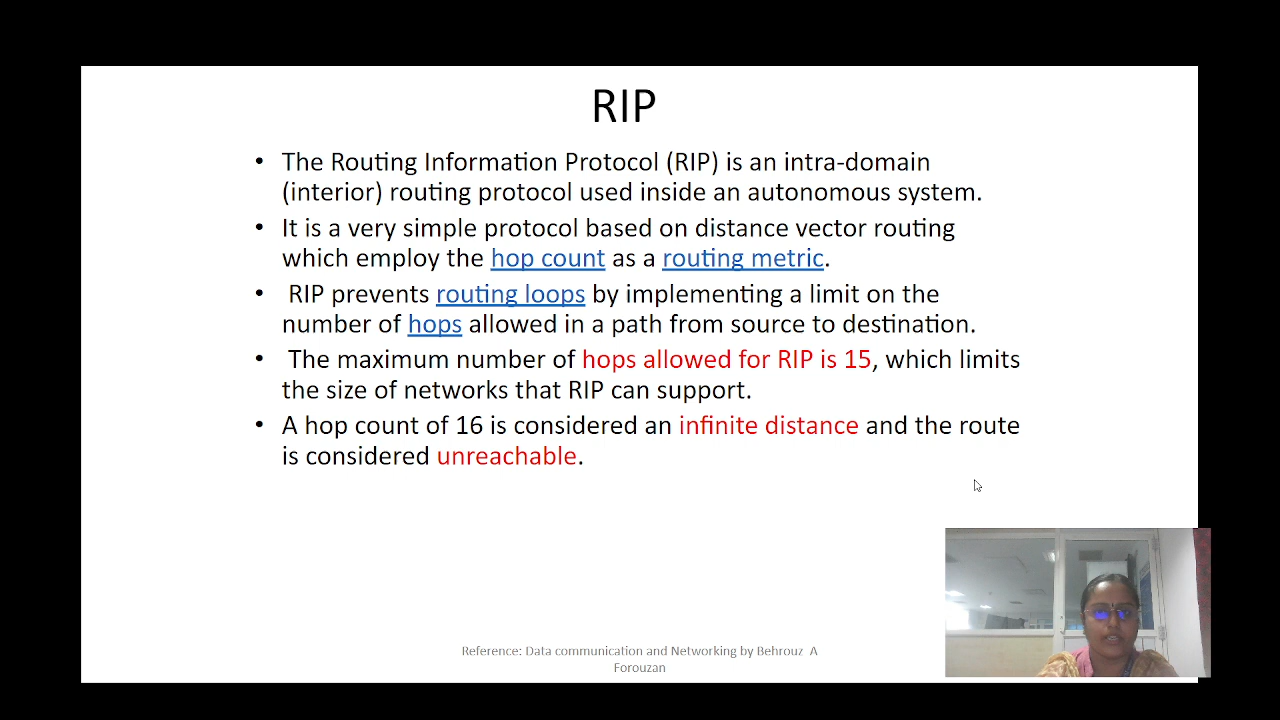 RIP
• The Routing Information Protocol (RIP) is an intra-domain
(interior) routing protocol used inside an autonomous system.
• It is a very simple protocol based on distance vector routing
which employ the hop count as a routing metric.
• RIP prevents routing loops by implementing a limit on the
number of hops allowed in a path from source to destination.
• The maximum number of hops allowed for RIP is 15, which limits
the size of networks that RIP can support.
• A hop count of 16 is considered an infinite distance and the route
is considered unreachable.
Reference: Data communication and Networking by Behrouz A
Forouzan